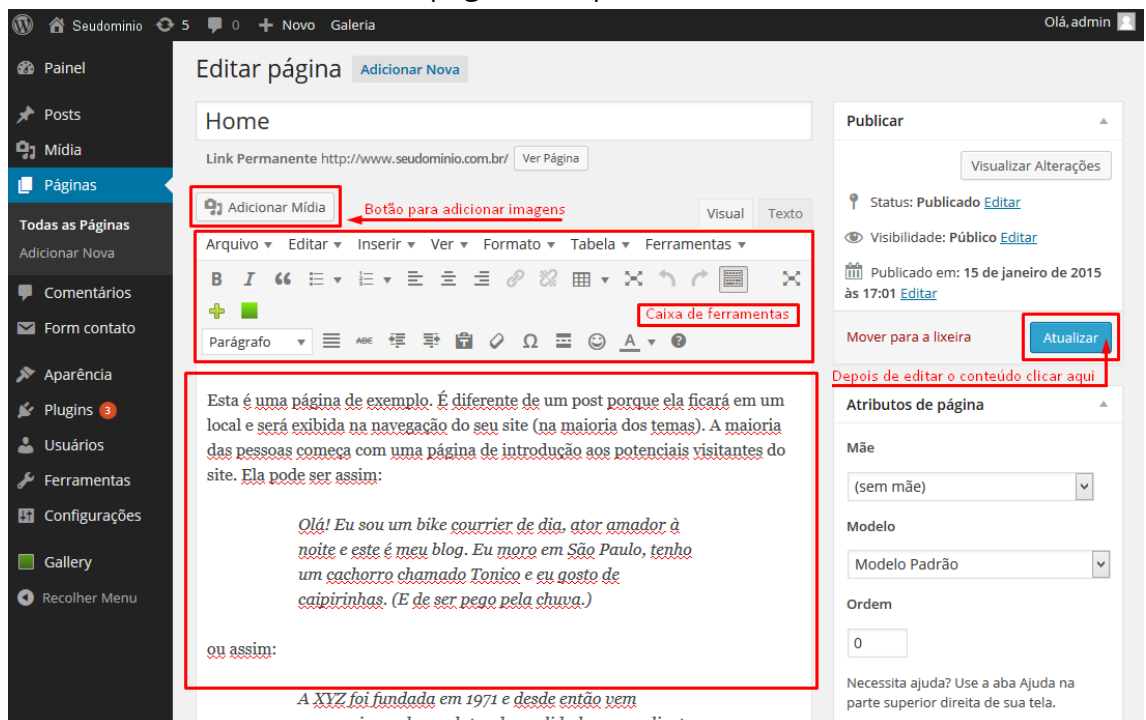 Seudominio 5 0 + Novo Galeria Olá, admin
Painel
Posts
Mídia
Páginas
Todas as Páginas
Adicionar Nova
Comentários
Form contato
Aparência
Plugins 3
Usuários
Ferramentas
Configurações
Gallery
Recolher Menu
Editar página Adicionar Nova
Home
Link Permanente http://www.seudominio.com.br/ Ver Página
Adicionar Mídia Botão para adicionar imagens Visual Texto
Arquivo Editar Inserir Ver Formato Tabela Ferramentas
B I
Caixa de ferramentas
Parágrafo ABC Ω A
Esta é uma página de exemplo. É diferente de um post porque ela ficará em um
local e será exibida na navegação do seu site (na maioria dos temas). A maioria
das pessoas começa com uma página de introdução aos potenciais visitantes do
site. Ela pode ser assim:
Olá! Eu sou um bike courrier de dia, ator amador à
noite e este é meu blog. Eu moro em São Paulo, tenho
um cachorro chamado Tonico e eu gosto de
caipirinhas. (E de ser pego pela chuva.)
ou assim:
A XYZ foi fundada em 1971 e desde então vem
Publicar
Visualizar Alterações
Status: Publicado Editar
Visibilidade: Público Editar
Publicado em: 15 de janeiro de 2015
às 17:01 Editar
Mover para a lixeira Atualizar
Depois de editar o conteúdo clicar aqui
Atributos de página
Mãe
(sem mãe)
Modelo
Modelo Padrão
Ordem
0
Necessita ajuda? Use a aba Ajuda na
parte superior direita de sua tela.